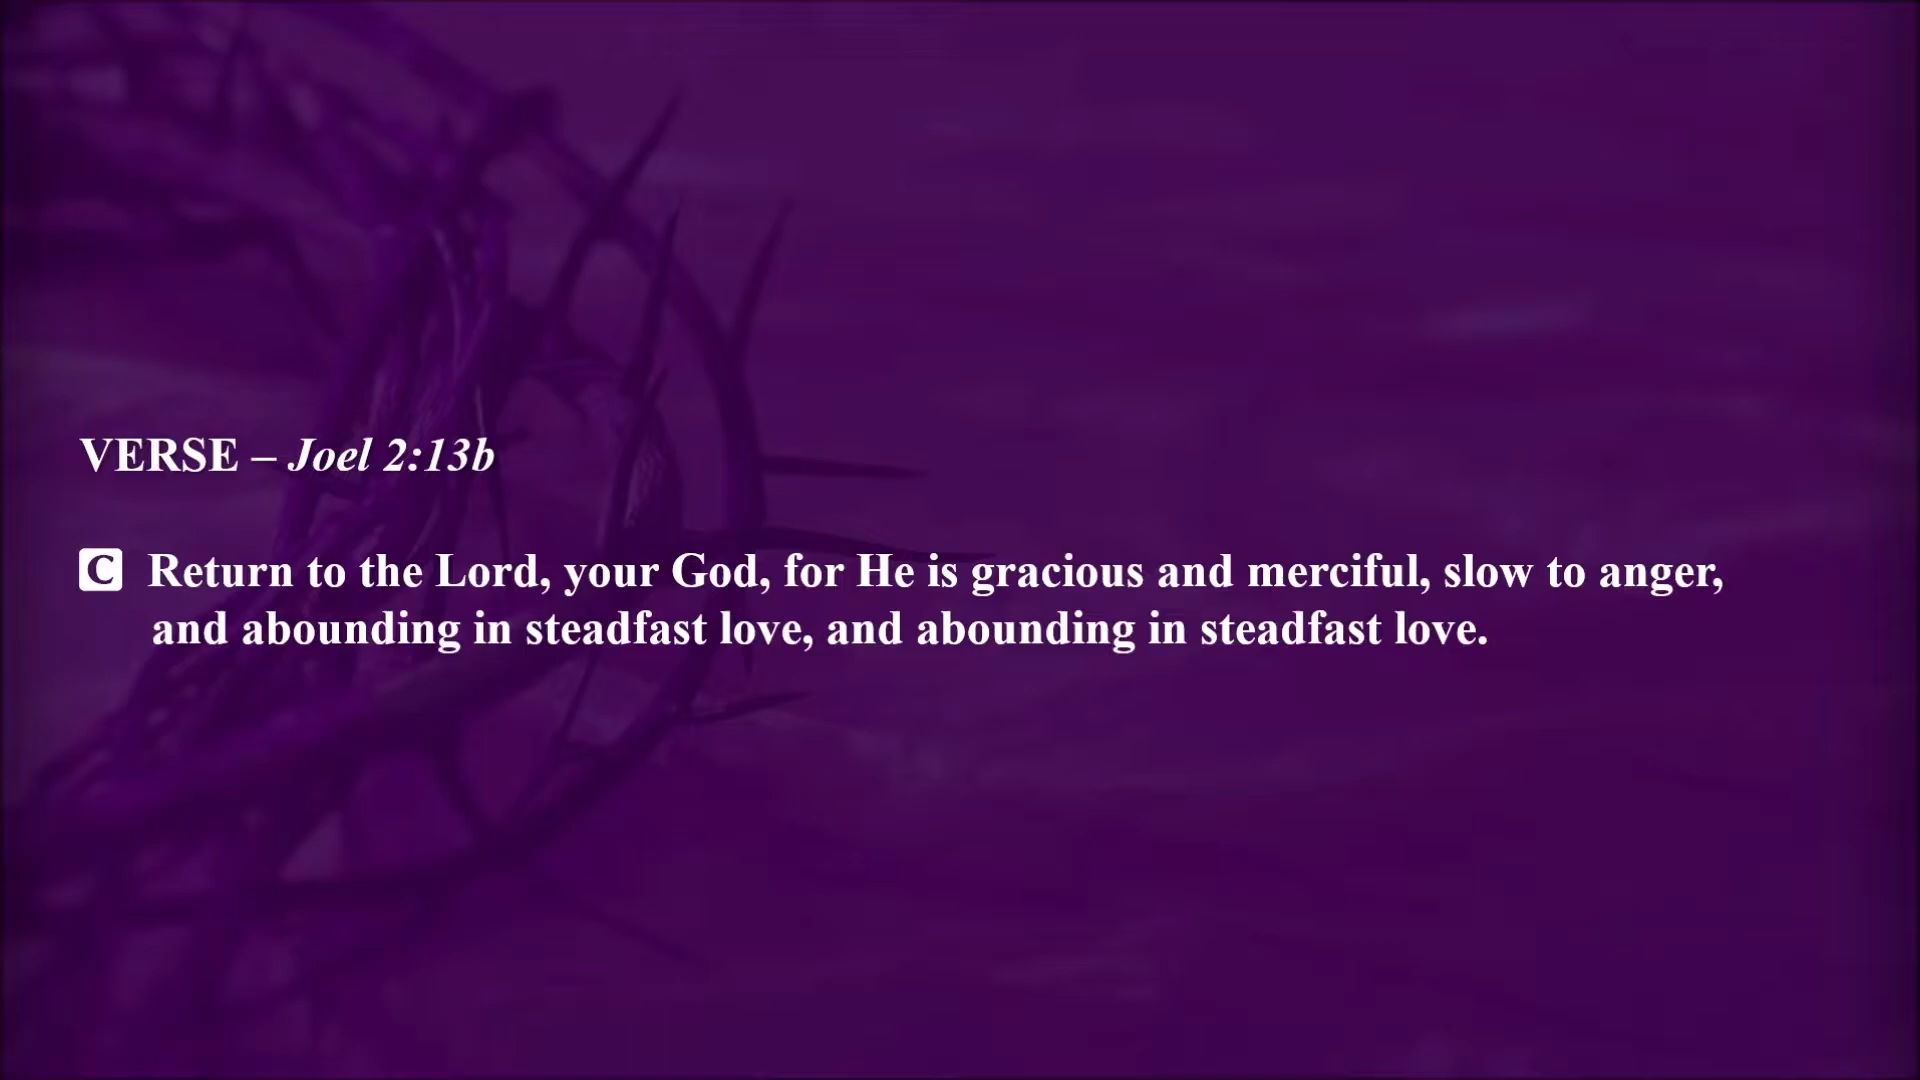 VERSE – Joel 2:13b
C Return to the Lord, your God, for He is gracious and merciful, slow to anger,
and abounding in steadfast love, and abounding in steadfast love.